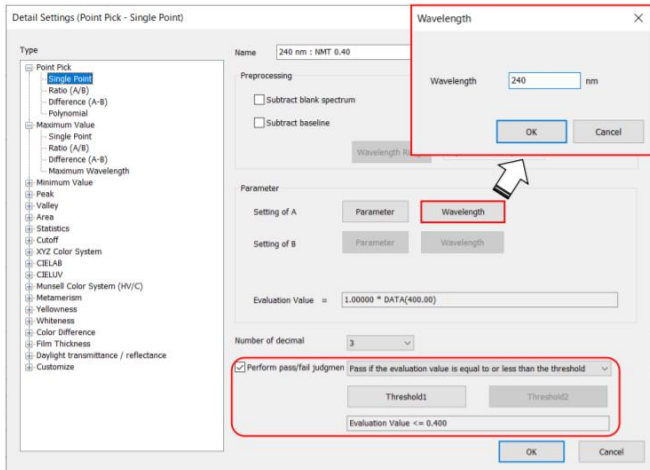 Detail Settings (Point Pick - Single Point)
Wavelength
Wavelength 240 nm
OK Cancel
Type
Point Pick
Single Point
Ratio (A/B)
Difference (A-B)
Polynomial
Maximum Value
Single Point
Ratio (A/B)
Difference (A-B)
Maximum Wavelength
Minimum Value
Peak
Valley
Area
Statistics
Cutoff
XYZ Color System
CIELAB
CIELUV
Munsell Color System (HV/C)
Metamerism
Yellowness
Whiteness
Color Difference
Film Thickness
Daylight transmittance / reflectance
Customize
Name 240 nm : NMT 0.40
Preprocessing
Subtract blank spectrum
Subtract baseline
Wavelength
Parameter
Setting of A Parameter Wavelength
Setting of B Parameter Wavelength
Evaluation Value = 1.00000 * DATA(400.00)
Number of decimal 3
Perform pass/fail judgmen Pass if the evaluation value is equal to or less than the threshold
Threshold1 Threshold2
Evaluation Value <= 0.400
OK Cancel